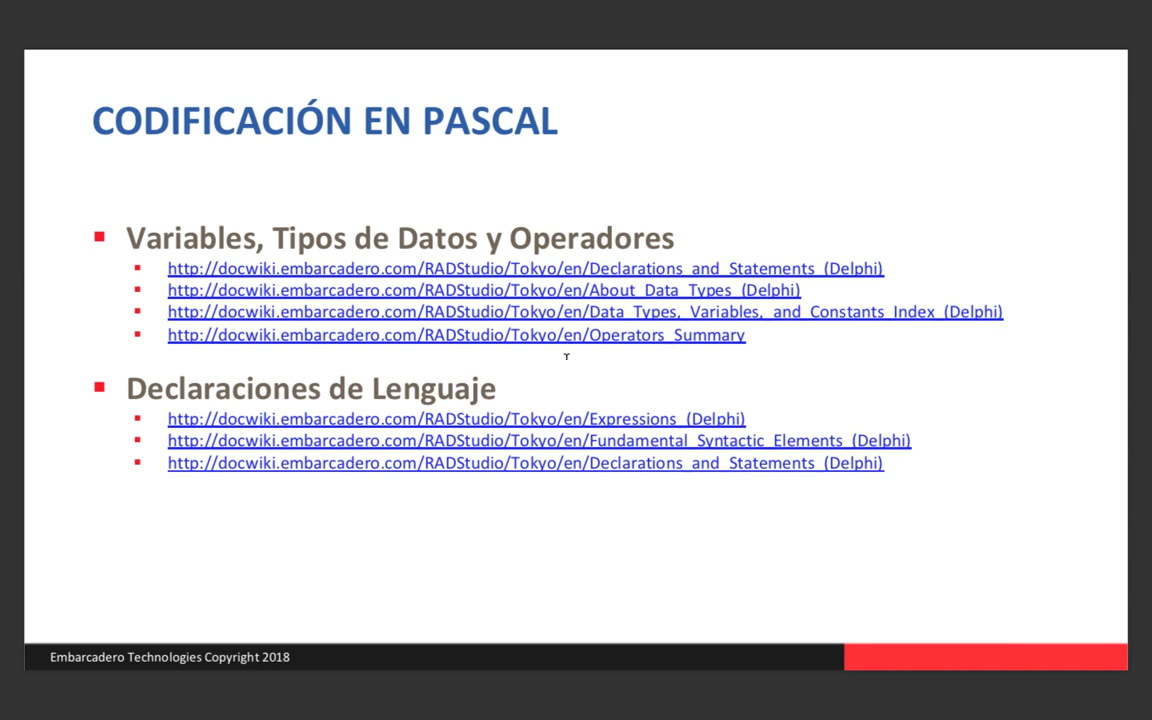 CODIFICACIÓN EN PASCAL
Variables, Tipos de Datos y Operadores
http://docwiki.embarcadero.com/RADStudio/Tokyo/en/Declarations_and_Statements_(Delphi)
http://docwiki.embarcadero.com/RADStudio/Tokyo/en/About_Data_Types_(Delphi)
http://docwiki.embarcadero.com/RADStudio/Tokyo/en/Data_Types,_Variables,_and_Constants_Index_(Delphi)
http://docwiki.embarcadero.com/RADStudio/Tokyo/en/Operators_Summary
Declaraciones de Lenguaje
http://docwiki.embarcadero.com/RADStudio/Tokyo/en/Expressions_(Delphi)
http://docwiki.embarcadero.com/RADStudio/Tokyo/en/Fundamental_Syntactic_Elements_(Delphi)
http://docwiki.embarcadero.com/RADStudio/Tokyo/en/Declarations_and_Statements_(Delphi)
Embarcadero Technologies Copyright 2018